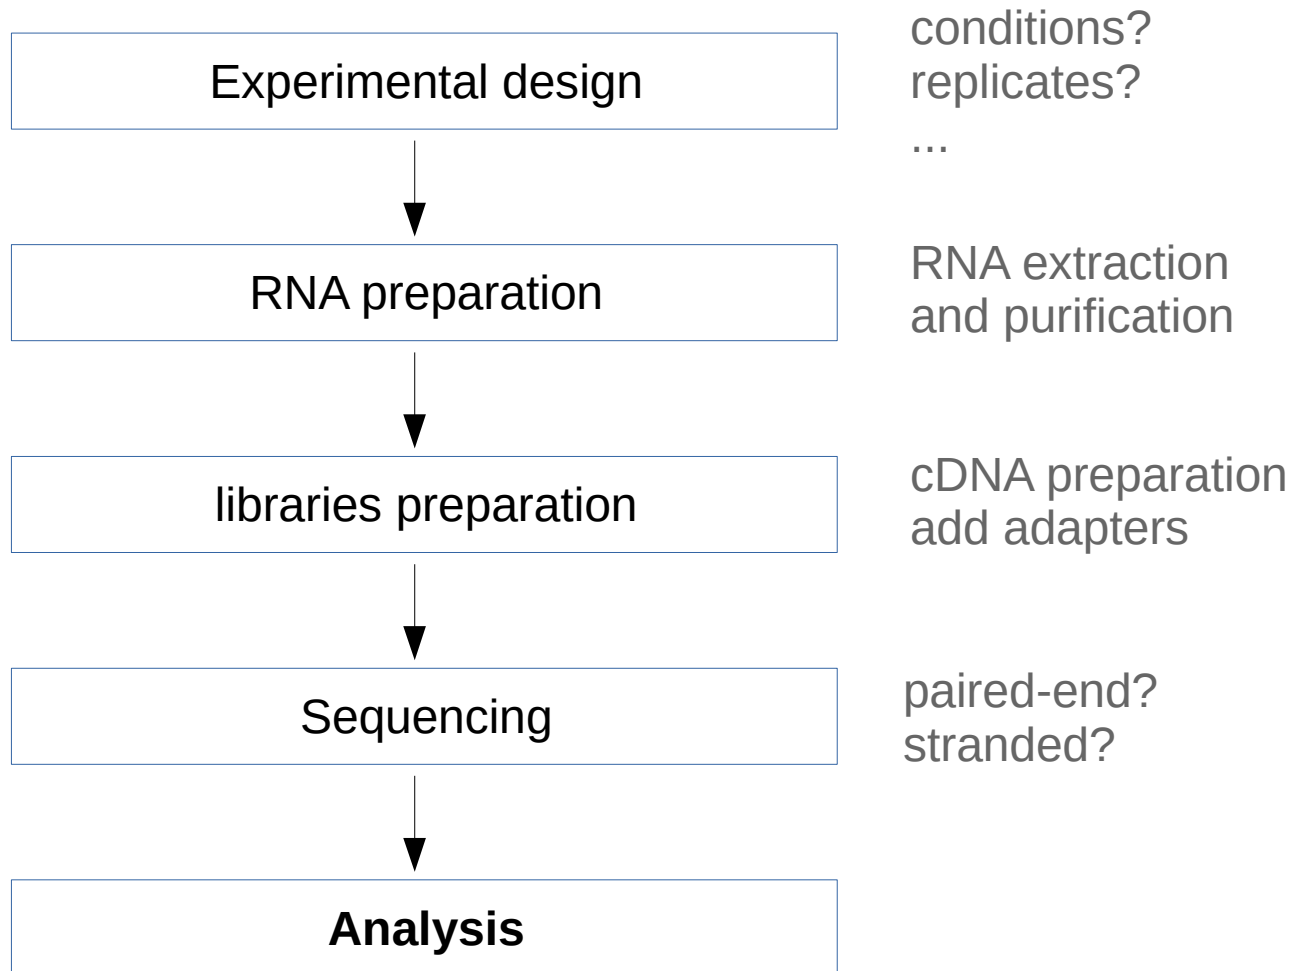 conditions?
Experimental design
replicates?
...
RNA preparation
RNA extraction
and purification
libraries preparation
cDNA preparation
add adapters
Sequencing
paired-end?
stranded?
Analysis